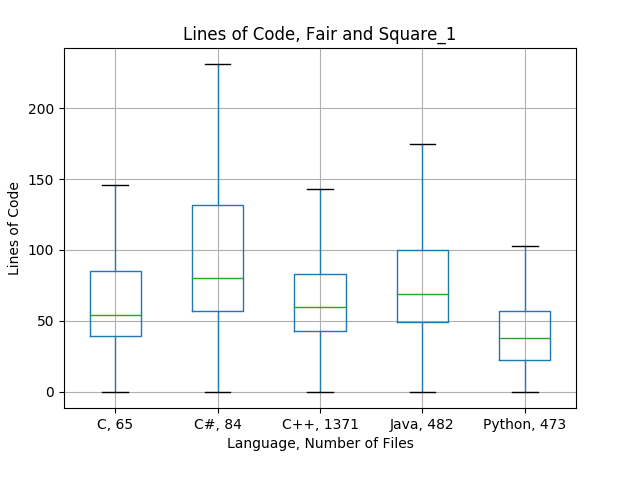 Lines of Code, Fair and Square_1
Lines of Code
200
150
100
50
0
C, 65 C#, 84 C++, 1371 Java, 482 Python, 473
Language, Number of Files